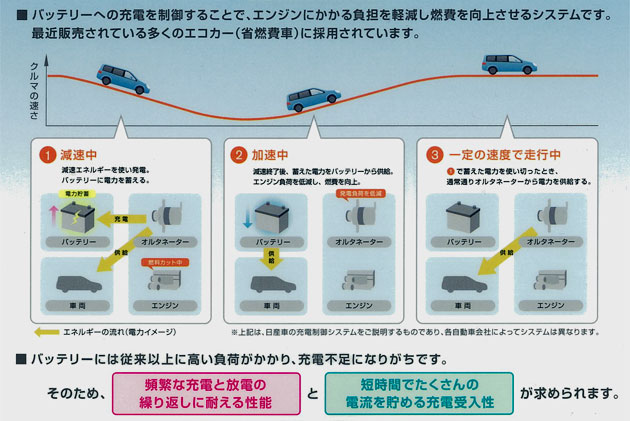 ■ バッテリーへの充電を制御することで、エンジンにかかる負担を軽減し燃費を向上させるシステムです。
最近販売されている多くのエコカー（省燃費車）に採用されています。
クルマの速さ
1 減速中
減速エネルギーを使い発電。
バッテリーに電力を蓄える。
電力貯蓄
充電
バッテリー
オルタネーター
供給
燃料カット中
車両
エンジン
2 加速中
減速終了後、蓄えた電力をバッテリーから供給。
エンジン負荷を低減し、燃費を向上。
発電負荷を低減
バッテリー
オルタネーター
供給
車両
エンジン
3 一定の速度で走行中
1で蓄えた電力を使い切ったとき、
通常通りオルタネーターから電力を供給する。
バッテリー
オルタネーター
供給
車両
エンジン
エネルギーの流れ（電力イメージ）
※上記は、日産車の充電制御システムをご説明するものであり、各自動車会社によってシステムは異なります。
■ バッテリーには従来以上に高い負荷がかかり、充電不足になりがちです。
そのため、
頻繁な充電と放電の
繰り返しに耐える性能
と
短時間でたくさんの
電流を貯める充電受入性
が求められます。